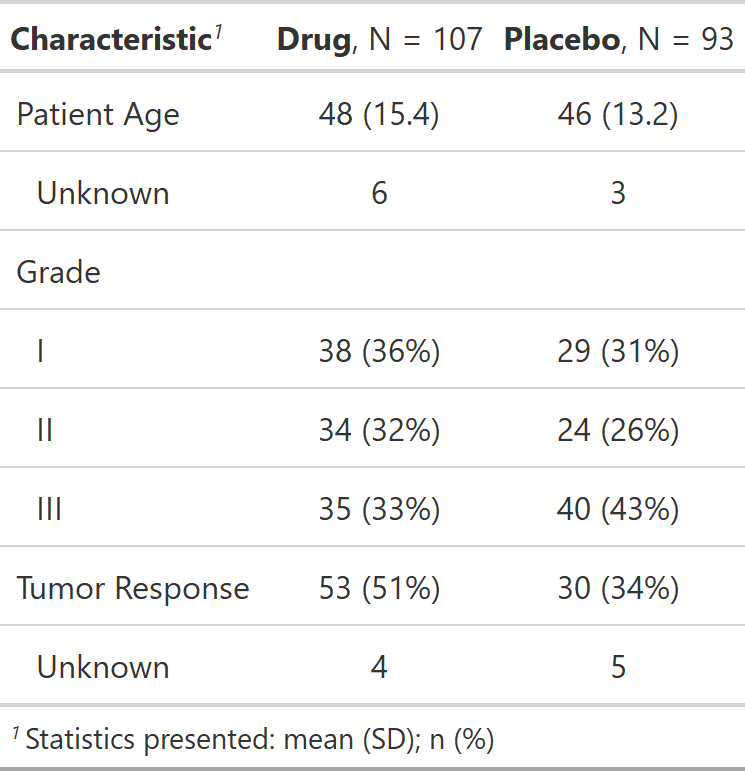 Characteristic1 Drug, N = 107 Placebo, N = 93
Patient Age 48 (15.4) 46 (13.2)
Unknown 6 3
Grade
I 38 (36%) 29 (31%)
II 34 (32%) 24 (26%)
III 35 (33%) 40 (43%)
Tumor Response 53 (51%) 30 (34%)
Unknown 4 5
1 Statistics presented: mean (SD); n (%)